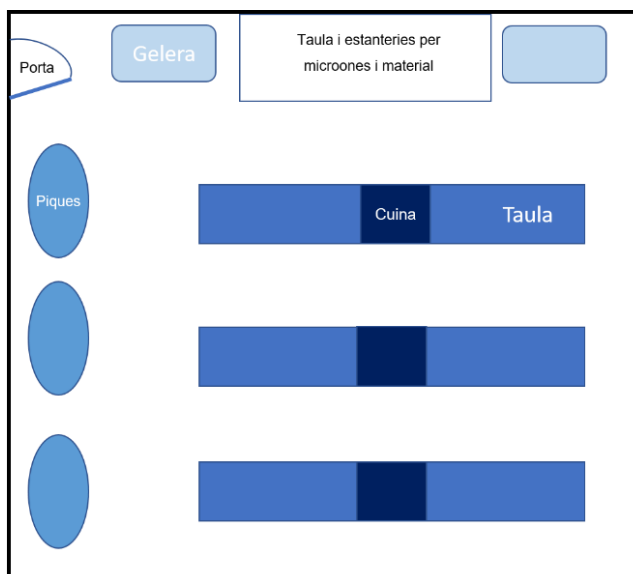 Porta
Gelera
Taula i estanteries per
microones i material
Piques
Cuina
Taula